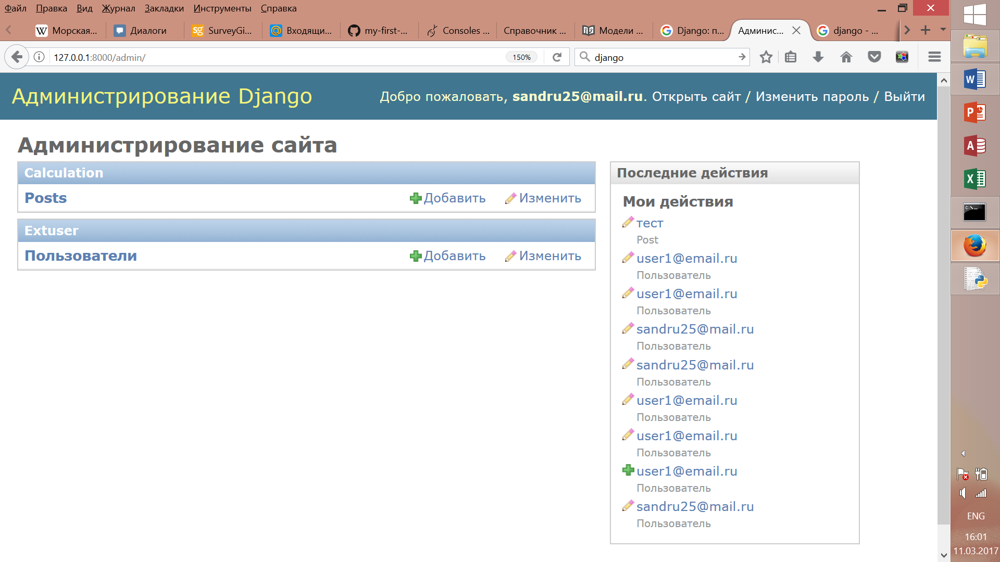 Файл Правка Вид Журнал Закладки Инструменты Справка
Морская... Диалоги SurveyGi... Входящи... my-first-... Consoles ... Справочник ... Модели ... Django: п... Админис... django - ...
127.0.0.1:8000/admin/ 150% django
Администрирование Django
Добро пожаловать, sandru25@mail.ru. Открыть сайт / Изменить пароль / Выйти
Администрирование сайта
Calculation
Posts Добавить Изменить
Extuser
Пользователи Добавить Изменить
Последние действия
Мои действия
тест
Post
user1@email.ru
Пользователь
user1@email.ru
Пользователь
sandru25@mail.ru
Пользователь
sandru25@mail.ru
Пользователь
user1@email.ru
Пользователь
user1@email.ru
Пользователь
user1@email.ru
Пользователь
sandru25@mail.ru
Пользователь
ENG
16:01
11.03.2017